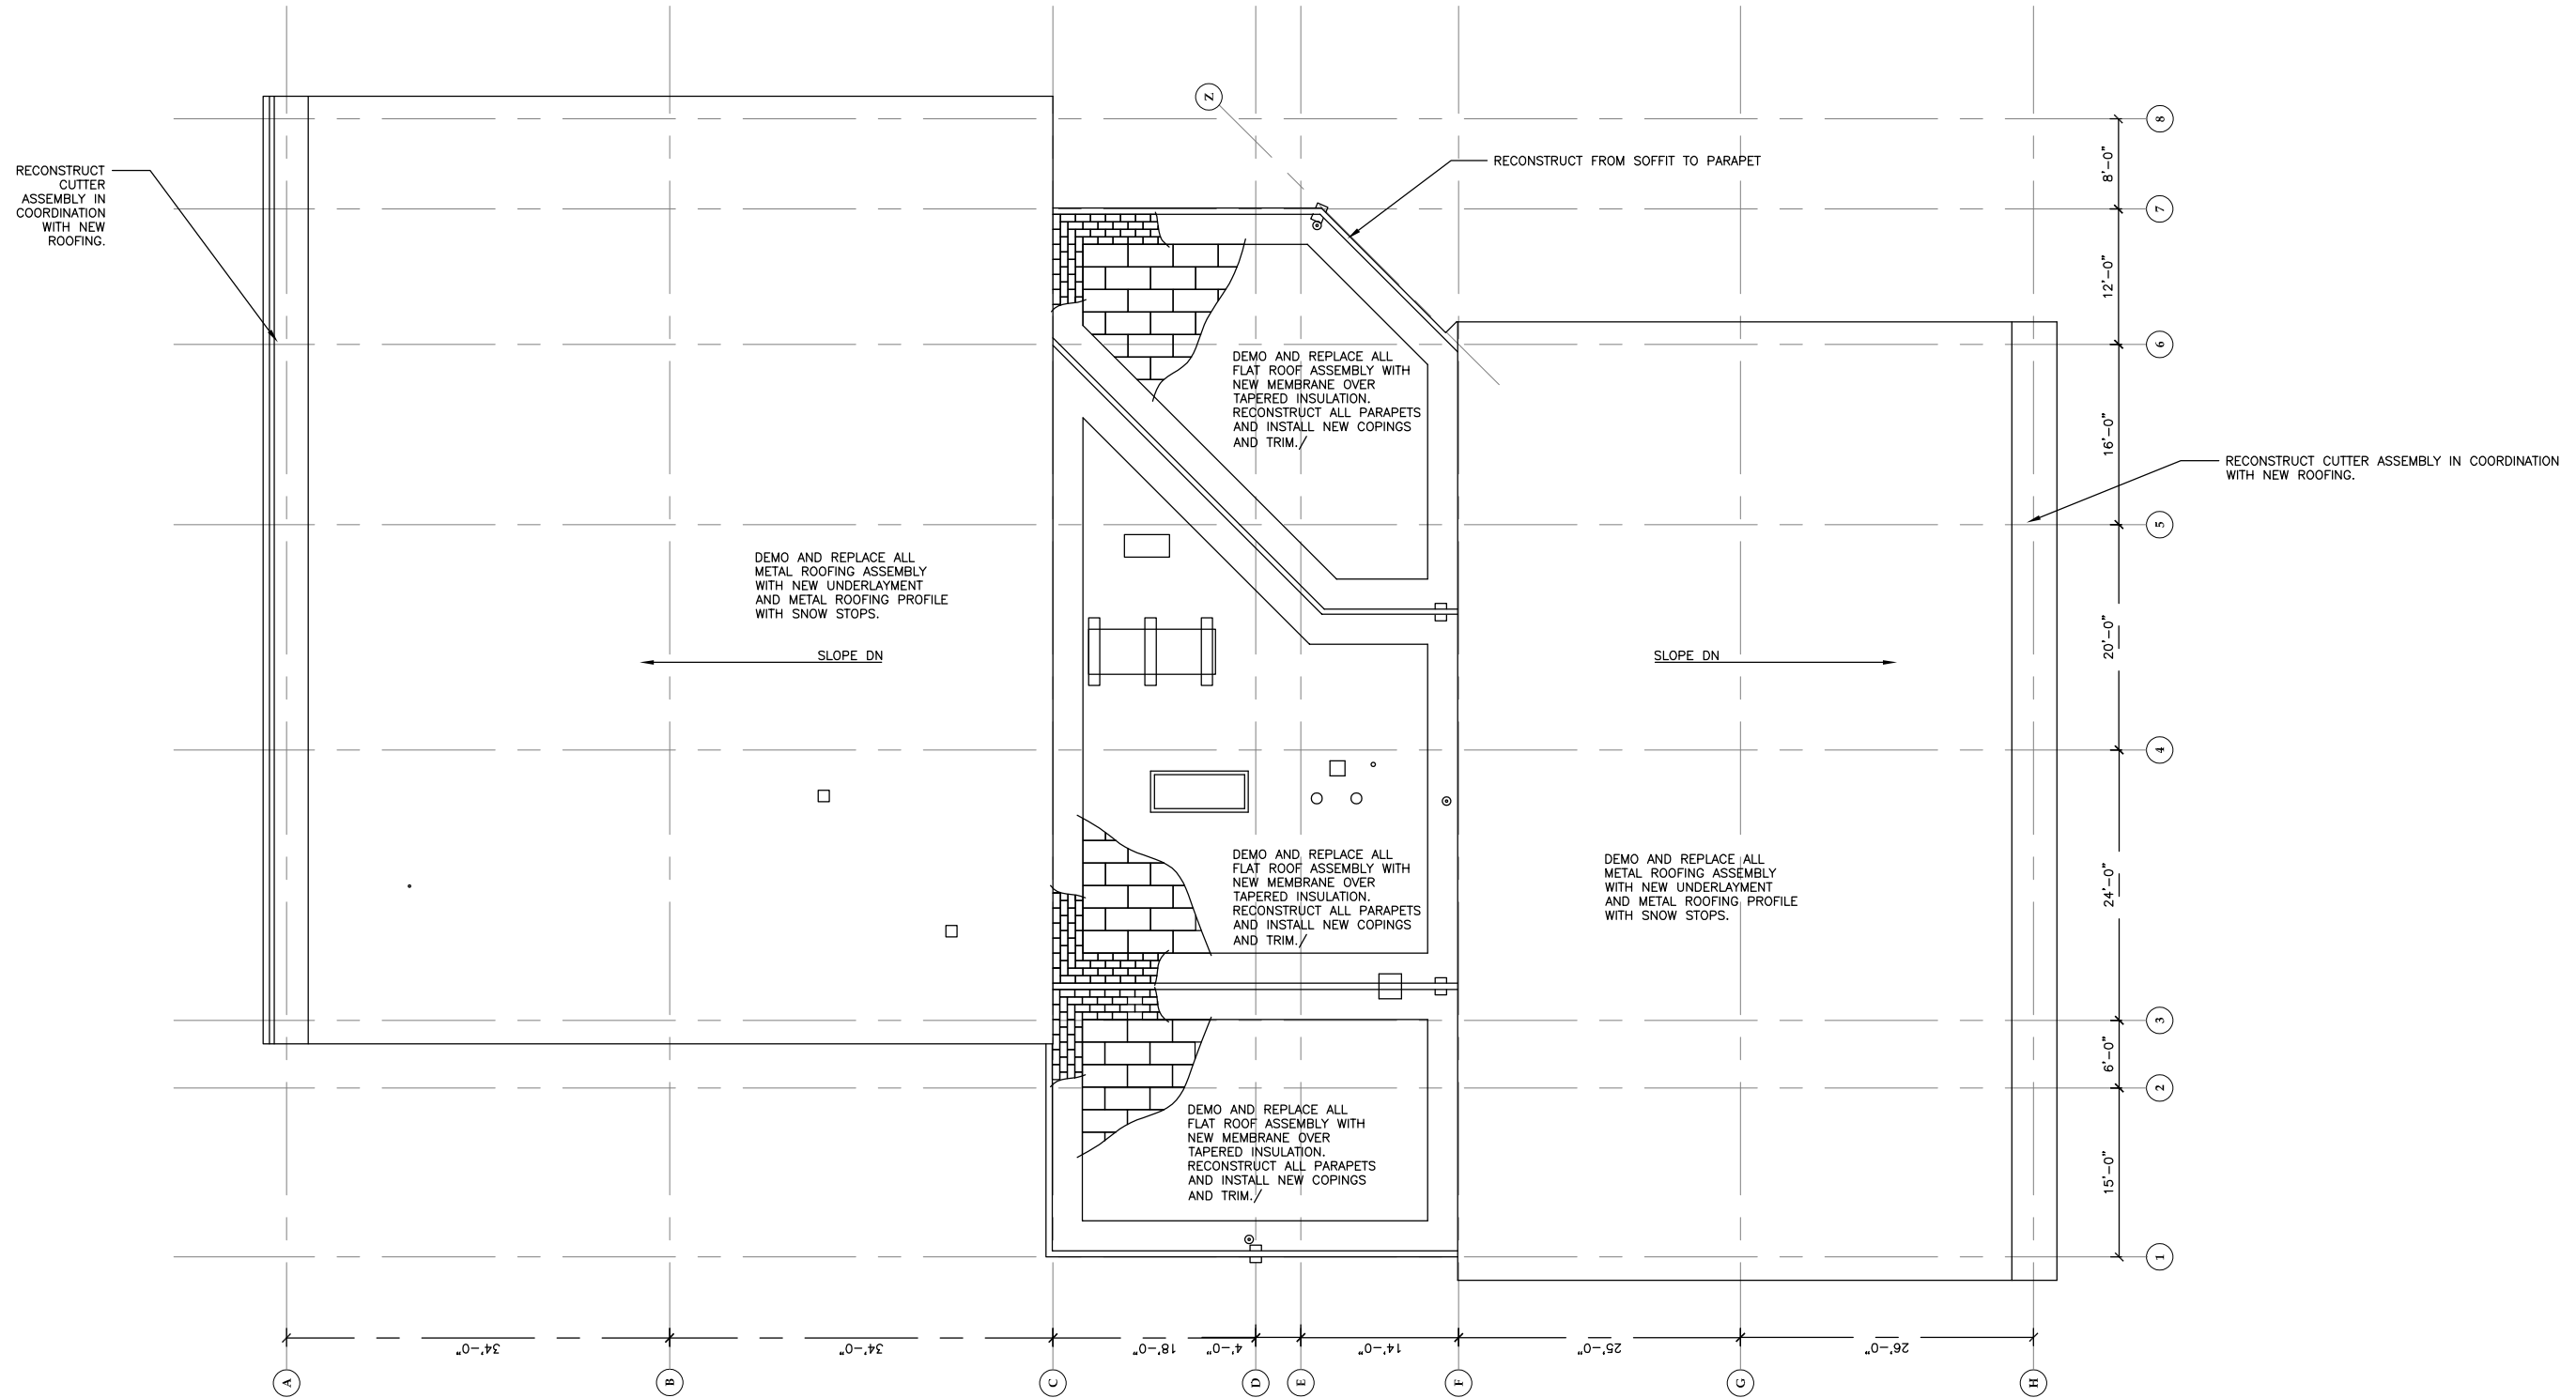 Z
8
8'-0"
RECONSTRUCT FROM SOFFIT TO PARAPET
RECONSTRUCT
CUTTER
ASSEMBLY IN
COORDINATION
WITH NEW
ROOFING.
7
12'-0"
6
DEMO AND REPLACE ALL
FLAT ROOF ASSEMBLY WITH
NEW MEMBRANE OVER
TAPERED INSULATION.
RECONSTRUCT ALL PARAPETS
AND INSTALL NEW COPINGS
AND TRIM./
16'-0"
RECONSTRUCT CUTTER ASSEMBLY IN COORDINATION
WITH NEW ROOFING.
5
DEMO AND REPLACE ALL
METAL ROOFING ASSEMBLY
WITH NEW UNDERLAYMENT
AND METAL ROOFING PROFILE
WITH SNOW STOPS.
20'-0"
SLOPE DN
SLOPE DN
4
DEMO AND REPLACE ALL
FLAT ROOF ASSEMBLY WITH
NEW MEMBRANE OVER
TAPERED INSULATION.
RECONSTRUCT ALL PARAPETS
AND INSTALL NEW COPINGS
AND TRIM./
DEMO AND REPLACE ALL
METAL ROOFING ASSEMBLY
WITH NEW UNDERLAYMENT
AND METAL ROOFING PROFILE
WITH SNOW STOPS.
24'-0"
3
6'-0"
2
DEMO AND REPLACE ALL
FLAT ROOF ASSEMBLY WITH
NEW MEMBRANE OVER
TAPERED INSULATION.
RECONSTRUCT ALL PARAPETS
AND INSTALL NEW COPINGS
AND TRIM./
15'-0"
1
34'-0"
34'-0"
18'-0"
4'-0"
14'-0"
25'-0"
26'-0"
A
B
C
D
E
F
G
H